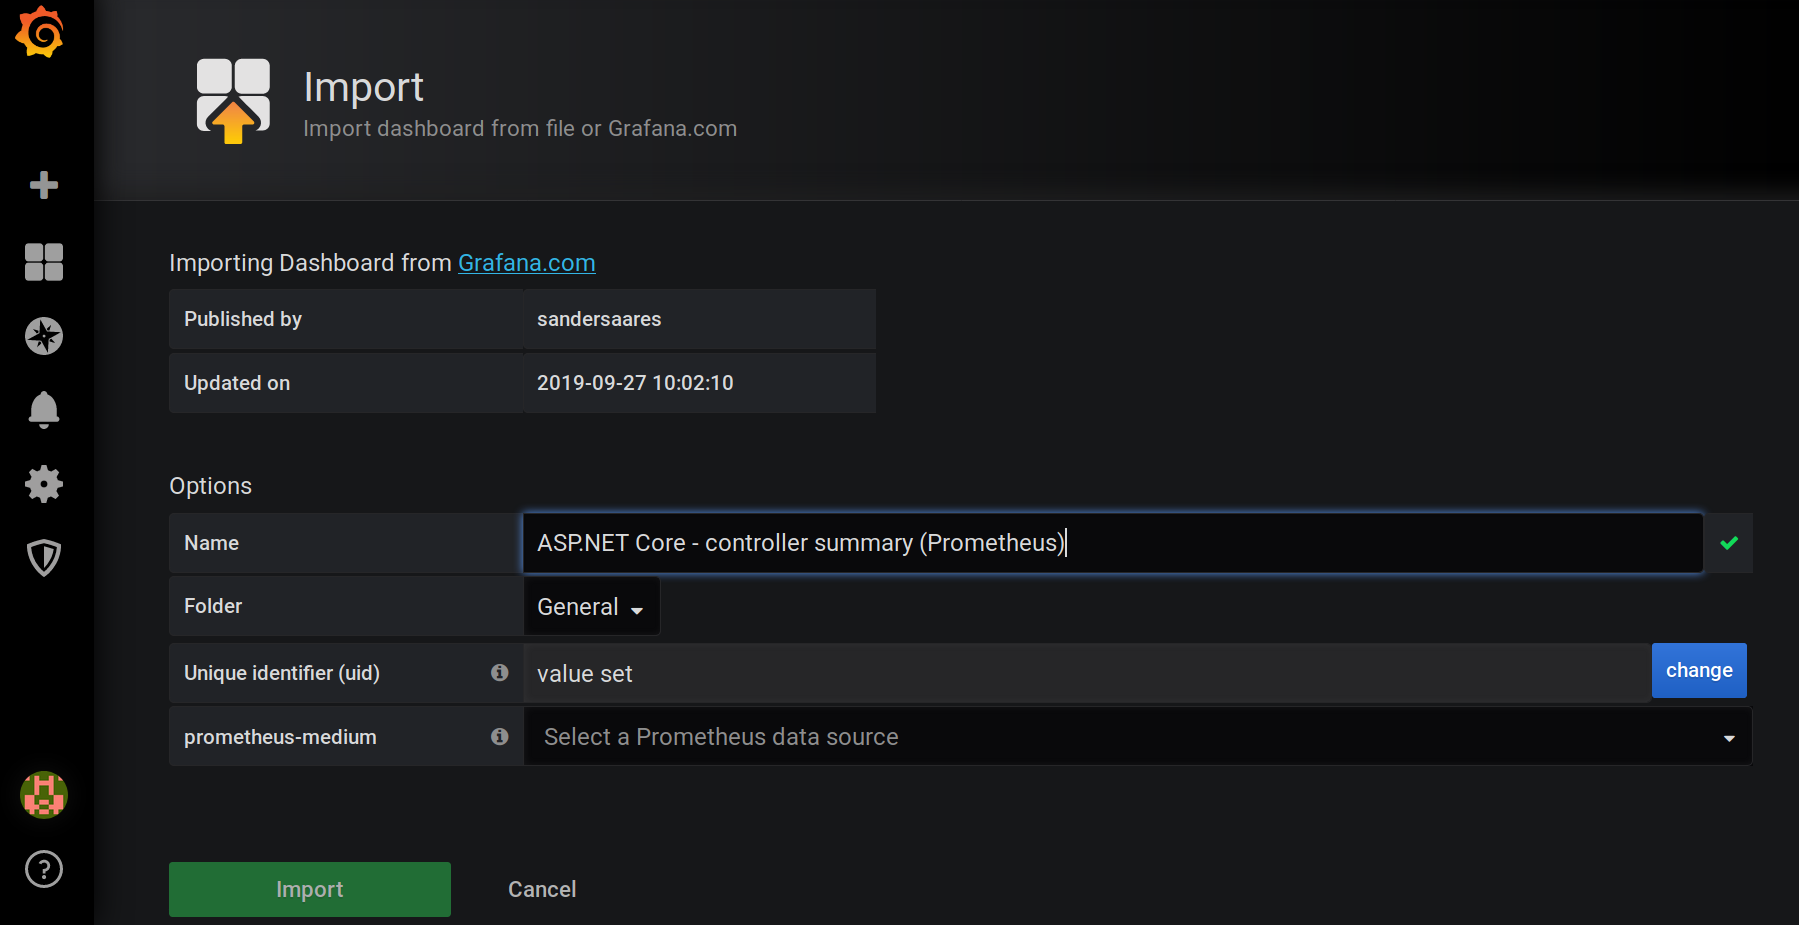 Import
Import dashboard from file or Grafana.com
Importing Dashboard from Grafana.com
Published by sandersaares
Updated on 2019-09-27 10:02:10
Options
Name ASP.NET Core - controller summary (Prometheus)
Folder General
Unique identifier (uid) value set change
prometheus-medium Select a Prometheus data source
Import Cancel